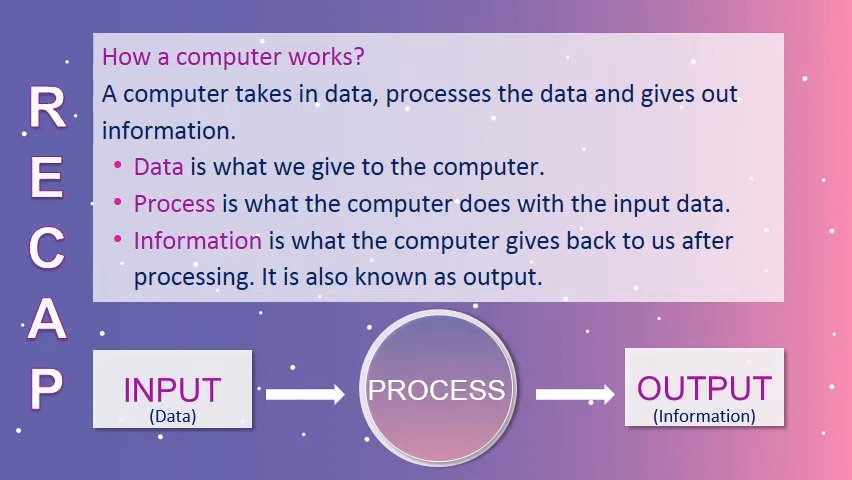 RECAP
How a computer works?
A computer takes in data, processes the data and gives out
information.
• Data is what we give to the computer.
• Process is what the computer does with the input data.
• Information is what the computer gives back to us after
processing. It is also known as output.
INPUT
(Data)
PROCESS
OUTPUT
(Information)